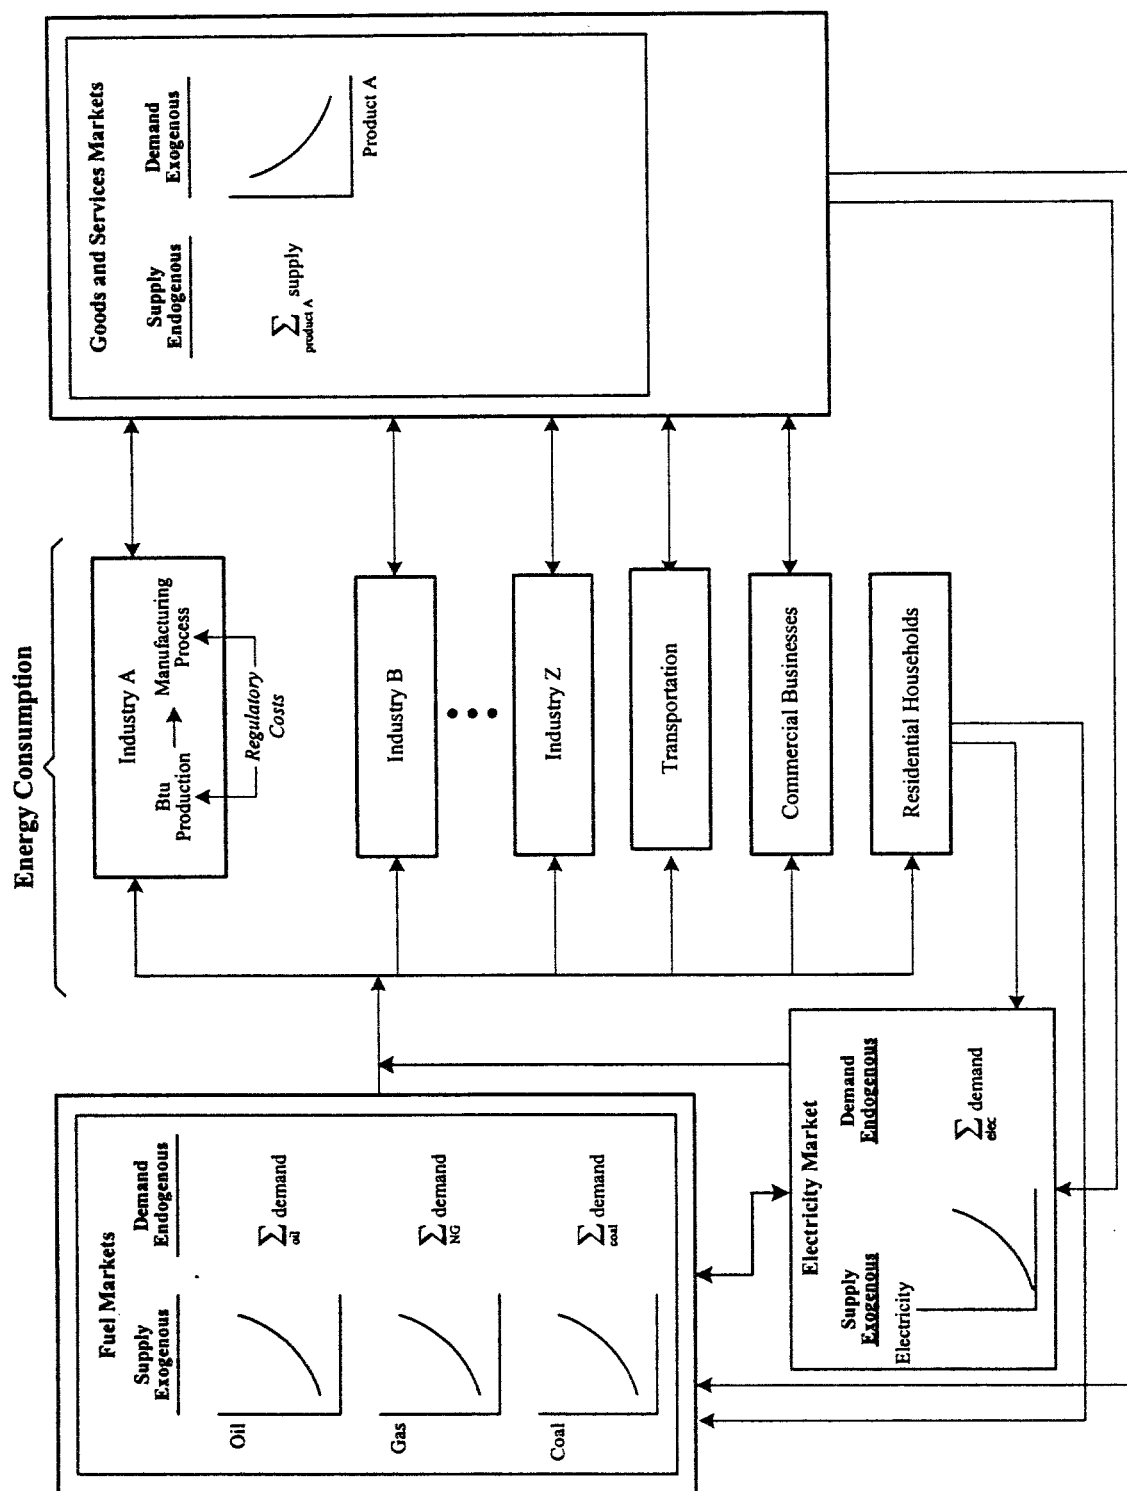 Energy Consumption
Fuel Markets
Supply
Exogenous
Demand
Endogenous
Oil
∑ demand
oil
Gas
∑ demand
NG
Coal
∑ demand
coal
Electricity Market
Supply
Exogenous
Demand
Endogenous
Electricity
∑ demand
elec
Industry A
Btu
Production
Manufacturing
Process
Regulatory
Costs
Industry B
Industry Z
Transportation
Commercial Businesses
Residential Households
Goods and Services Markets
Supply
Endogenous
Demand
Exogenous
∑ supply
product A
Product A